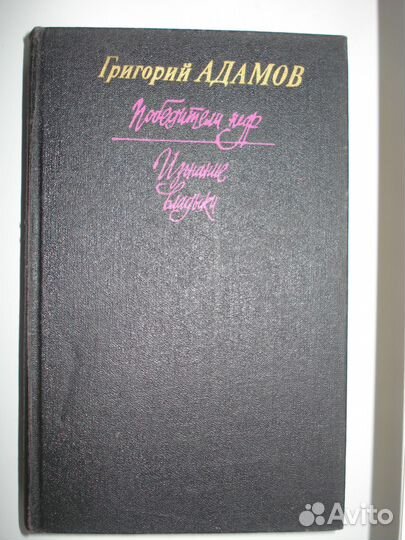 Григорий АДАМОВ
Победители недр
Изгнание
владыки
Avito